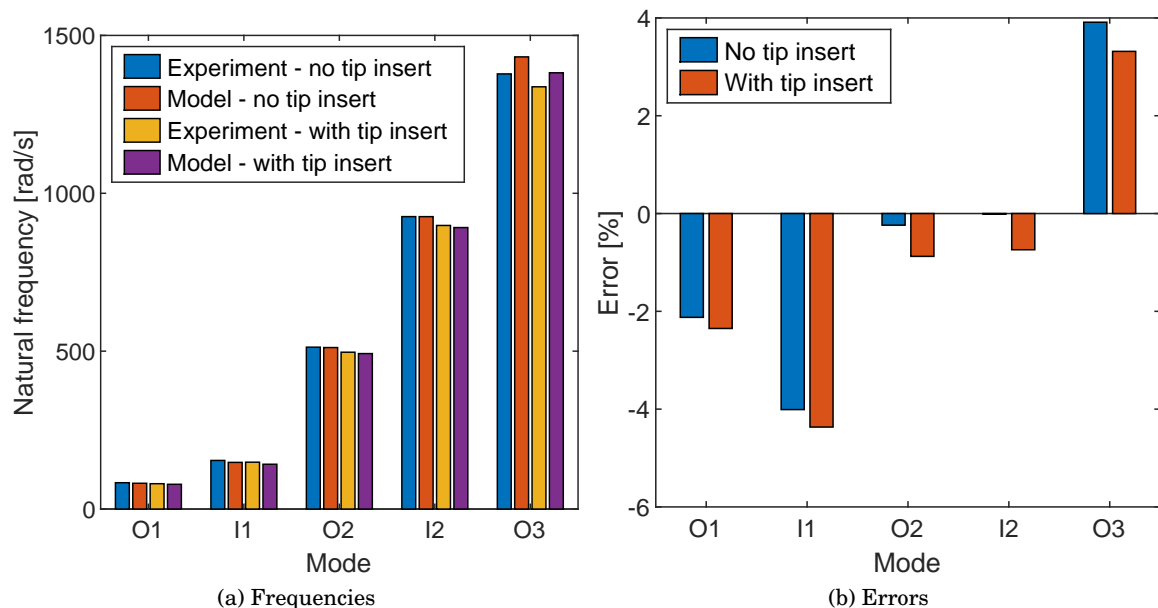 1500
1000
500
0
Natural frequency [rad/s]
Experiment - no tip insert
Model - no tip insert
Experiment - with tip insert
Model - with tip insert
O1 I1 O2 I2 O3
Mode
(a) Frequencies
4
2
0
-2
-4
-6
Error [%]
No tip insert
With tip insert
O1 I1 O2 I2 O3
Mode
(b) Errors